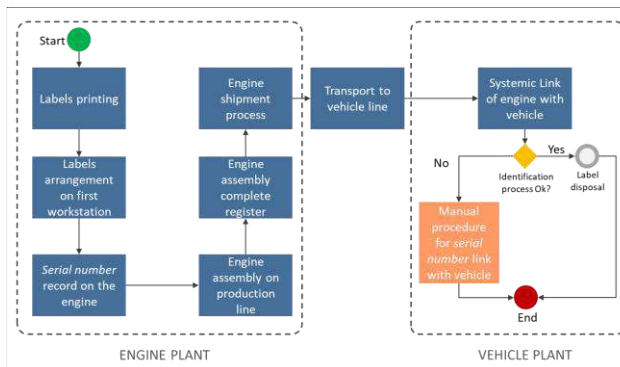 Start
Labels printing
Labels
arrangement
on first
workstation
Serial number
record on the
engine
Engine
shipment
process
Engine
assembly
complete
register
Engine
assembly on
production
line
Transport to
vehicle line
Systemic Link
of engine with
vehicle
No
Yes
Identification
process Ok?
Label
disposal
Manual
procedure
for serial
number link
with vehicle
End
ENGINE PLANT
VEHICLE PLANT